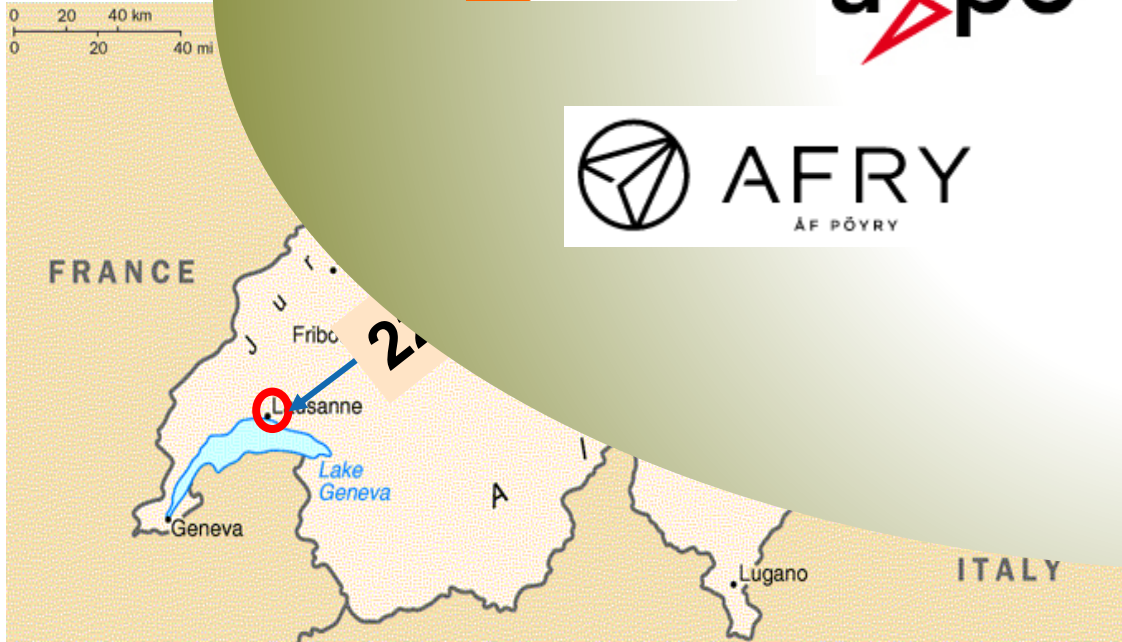 0 20 40 km
0 20 40 mi
AFRY
ÅF PÖYRY
FRANCE
J u r
Lausanne
Lake
Geneva
A
l
Geneva
Lugano
ITALY